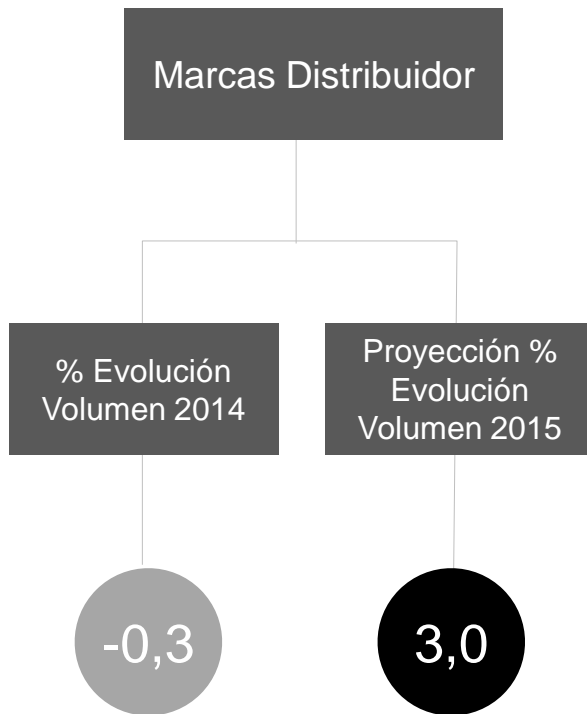 Marcas Distribuidor
% Evolución
Volumen 2014
Proyección %
Evolución
Volumen 2015
-0,3
3,0